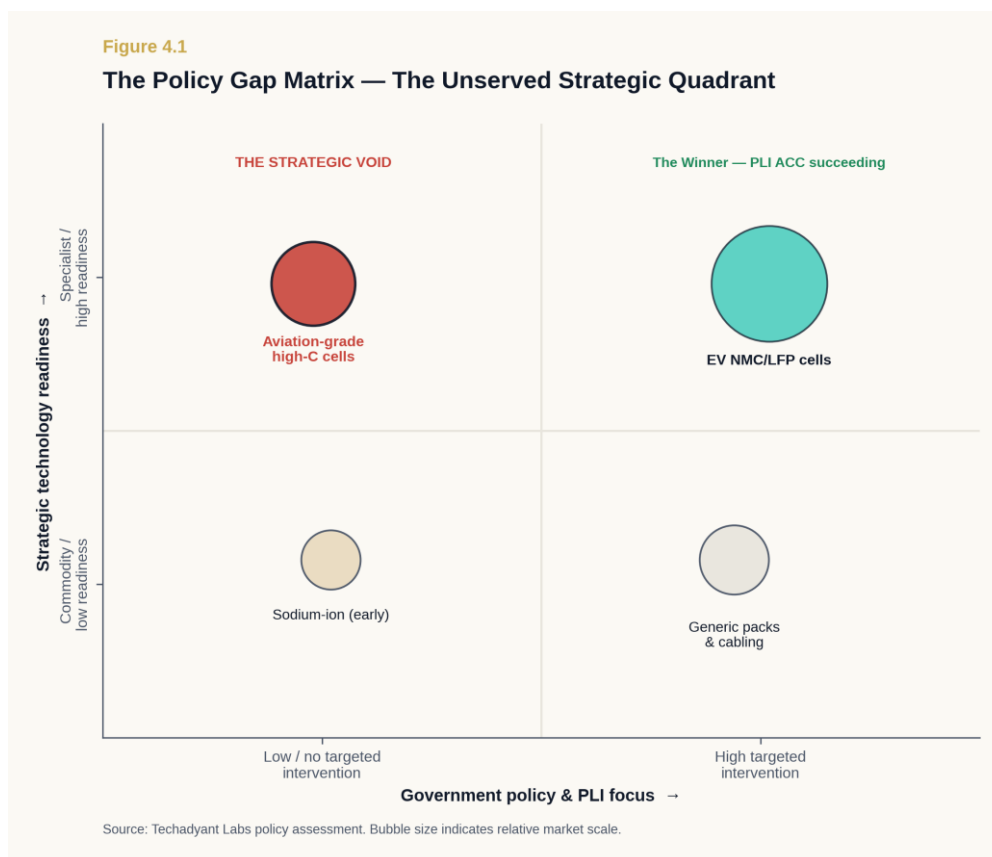 Figure 4.1
The Policy Gap Matrix — The Unserved Strategic Quadrant
THE STRATEGIC VOID
The Winner — PLI ACC succeeding
Strategic technology readiness →
Specialist /
high readiness
Aviation-grade
high-C cells
EV NMC/LFP cells
Commodity /
low readiness
Sodium-ion (early)
Generic packs
& cabling
Low / no targeted
intervention
High targeted
intervention
Government policy & PLI focus →
Source: Techadyant Labs policy assessment. Bubble size indicates relative market scale.